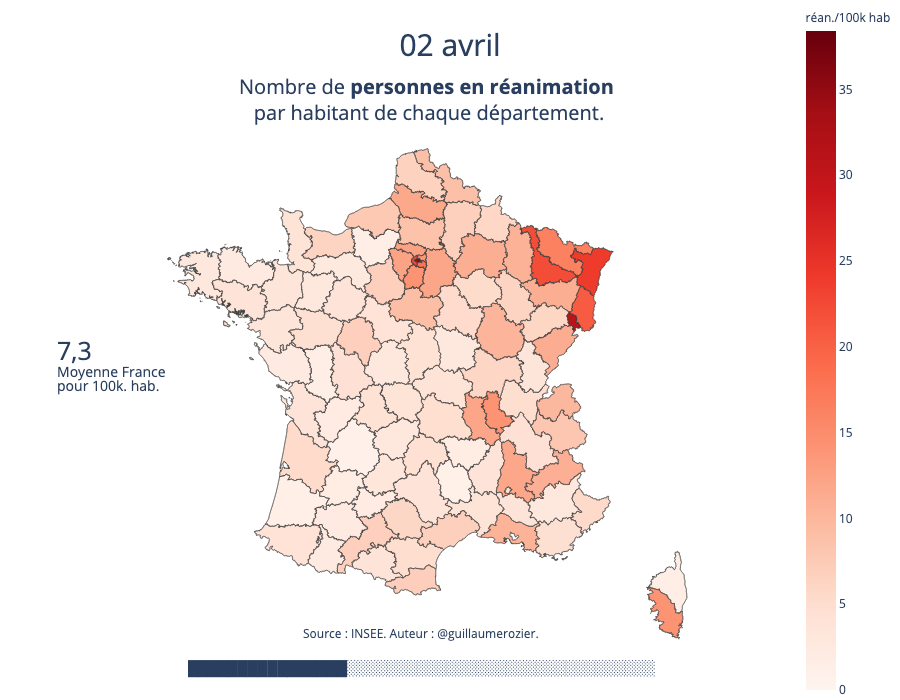 02 avril
Nombre de personnes en réanimation
par habitant de chaque département.
réan./100k hab
35
30
25
20
15
10
5
0
7,3
Moyenne France
pour 100k. hab.
Source : INSEE. Auteur : @guillaumerozier.